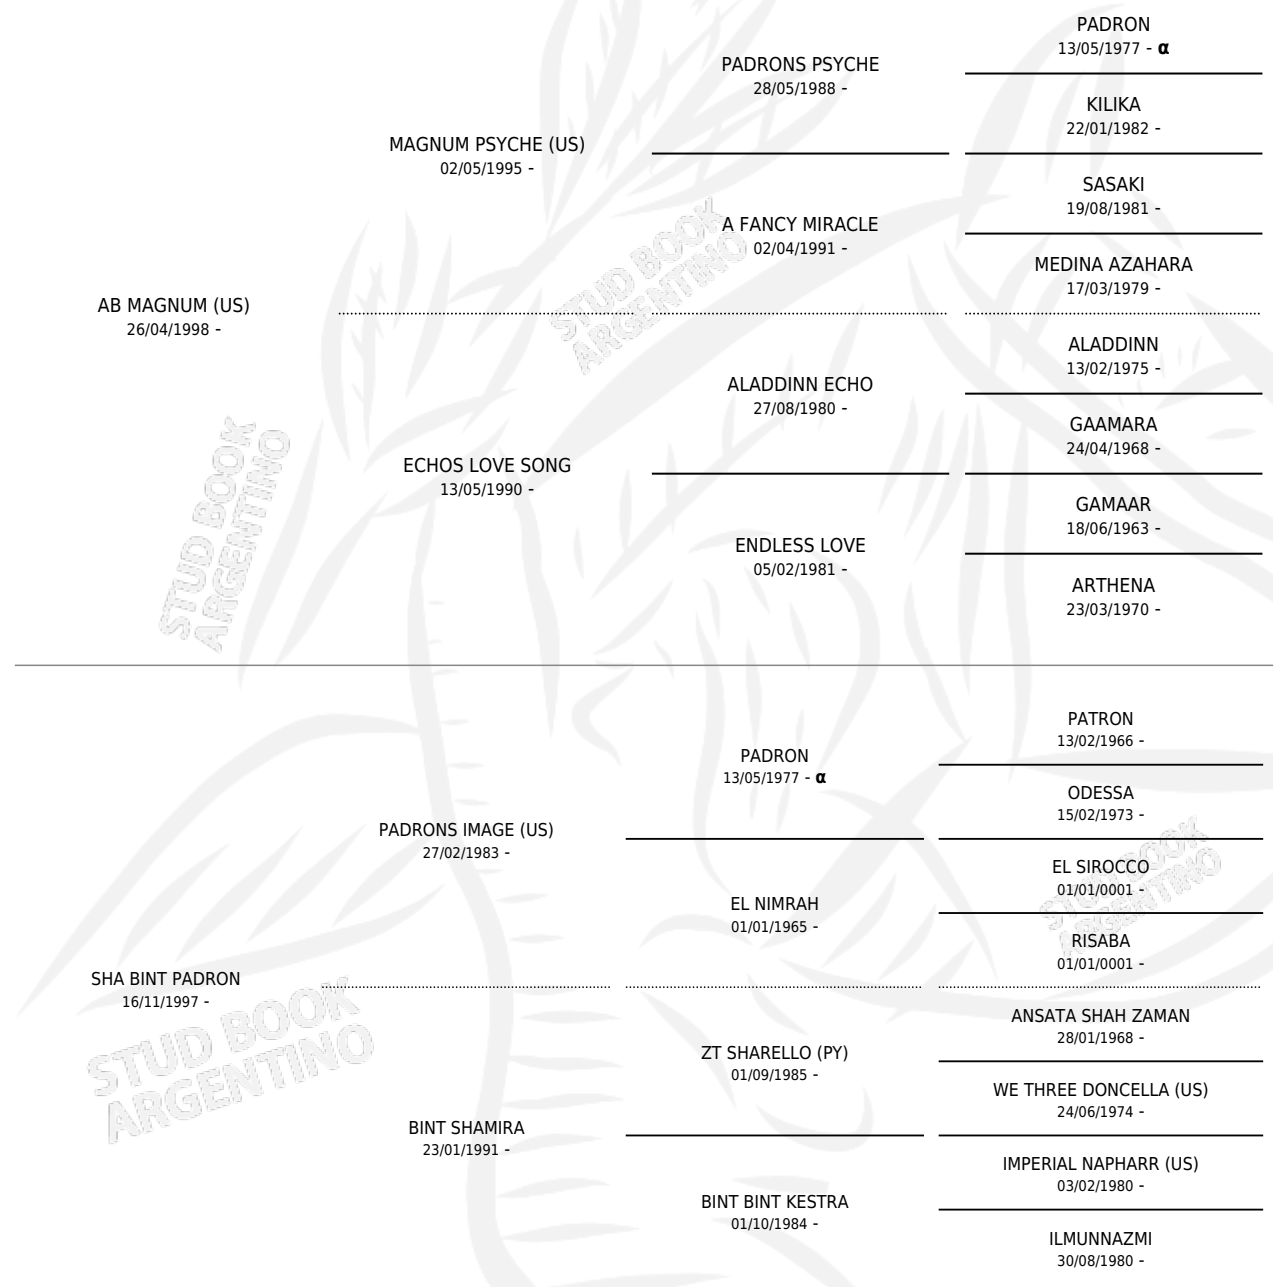 PADRON
13/05/1977 - α
PADRONS PSYCHE
28/05/1988 -
KILIKA
22/01/1982 -
MAGNUM PSYCHE (US)
02/05/1995 -
SASAKI
19/08/1981 -
A FANCY MIRACLE
02/04/1991 -
MEDINA AZAHARA
17/03/1979 -
AB MAGNUM (US)
26/04/1998 -
ALADDINN
13/02/1975 -
ALADDINN ECHO
27/08/1980 -
GAAMARA
24/04/1968 -
ECHOS LOVE SONG
13/05/1990 -
GAMAAR
18/06/1963 -
ENDLESS LOVE
05/02/1981 -
ARTHENA
23/03/1970 -
STUD BOOK
ARGENTINO
STUD BOOK
ARGENTINO
PATRON
13/02/1966 -
PADRON
13/05/1977 - α
ODESSA
15/02/1973 -
PADRONS IMAGE (US)
27/02/1983 -
EL SIROCCO
01/01/0001 -
EL NIMRAH
01/01/1965 -
RISABA
01/01/0001 -
SHA BINT PADRON
16/11/1997 -
ANSATA SHAH ZAMAN
28/01/1968 -
ZT SHARELLO (PY)
01/09/1985 -
WE THREE DONCELLA (US)
24/06/1974 -
BINT SHAMIRA
23/01/1991 -
IMPERIAL NAPHARR (US)
03/02/1980 -
BINT BINT KESTRA
01/10/1984 -
ILMUNNAZMI
30/08/1980 -
STUD BOOK
ARGENTINO
STUD BOOK
ARGENTINO